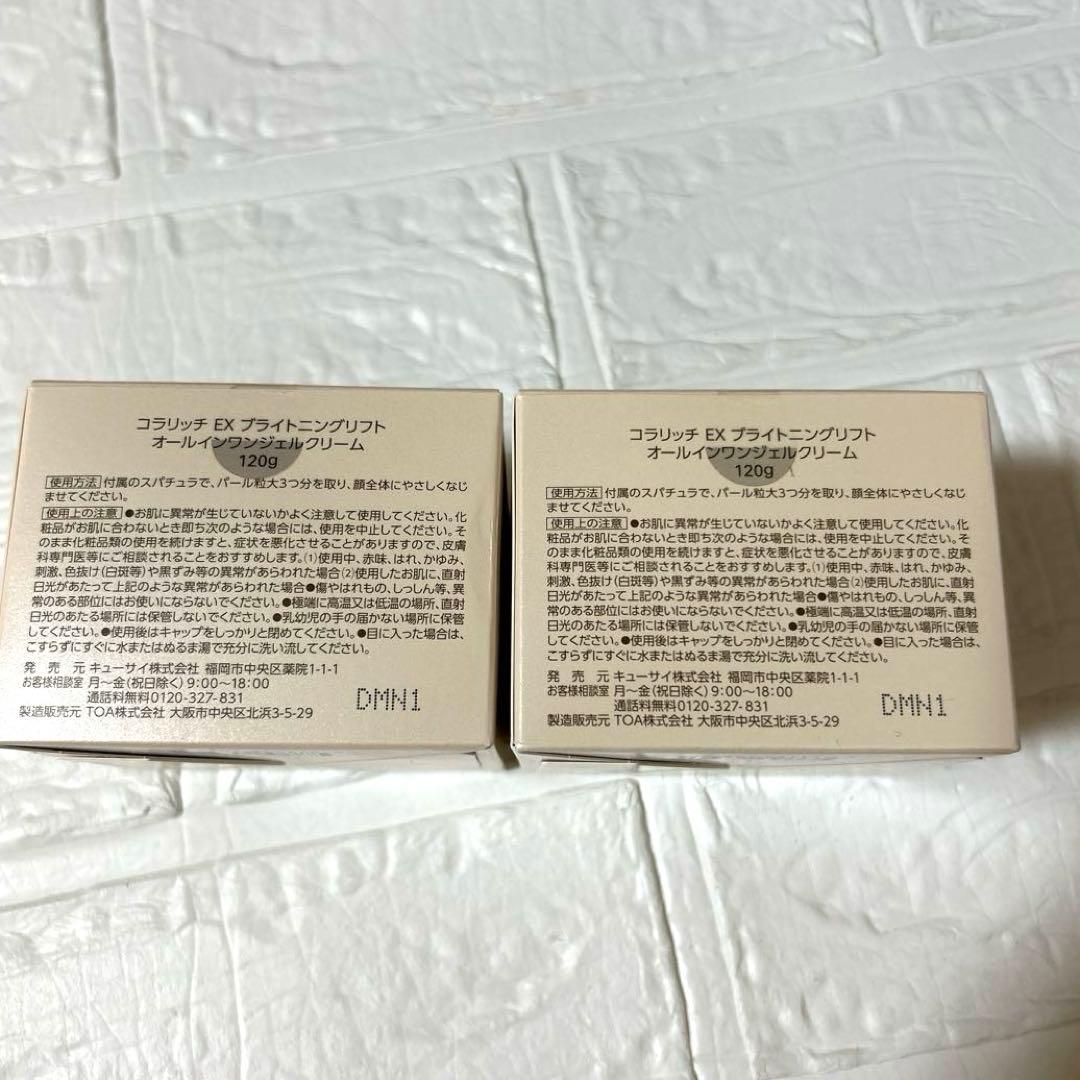 コラリッチ EX ブライトニングリフト
オールインワンジェルクリーム
120g
使用方法 付属のスパチュラで、パール粒大3つ分を取り、顔全体にやさしくなじ
ませてください。
使用上の注意 ●お肌に異常が生じていないかよく注意して使用してください。化
粧品がお肌に合わないとき即ち次のような場合には、使用を中止してください。そ
のまま化粧品類の使用を続けますと、症状を悪化させることがありますので、皮膚
科専門医等にご相談されることをおすすめします。(1)使用中、赤味、はれ、かゆみ、
刺激、色抜け(白斑等)や黒ずみ等の異常があらわれた場合(2)使用したお肌に、直射
日光があたって上記のような異常があらわれた場合●傷やはれもの、しっしん等、異
常のある部位にはお使いにならないでください。●極端に高温又は低温の場所、直射
日光のあたる場所には保管しないでください。●乳幼児の手の届かない場所に保管
してください。●使用後はキャップをしっかりと閉めてください。●目に入った場合は、
こすらずにすぐに水またはぬるま湯で充分に洗い流してください。
発売元 キューサイ株式会社 福岡市中央区薬院1-1-1
お客様相談室 月～金(祝日除く) 9:00～18:00
通話料無料0120-327-831
製造販売元 TOA株式会社 大阪市中央区北浜3-5-29
DMN1
コラリッチ EX ブライトニングリフト
オールインワンジェルクリーム
120g
使用方法 付属のスパチュラで、パール粒大3つ分を取り、顔全体にやさしくなじ
ませてください。
使用上の注意 ●お肌に異常が生じていないかよく注意して使用してください。化
粧品がお肌に合わないとき即ち次のような場合には、使用を中止してください。そ
のまま化粧品類の使用を続けますと、症状を悪化させることがありますので、皮膚
科専門医等にご相談されることをおすすめします。(1)使用中、赤味、はれ、かゆみ、
刺激、色抜け(白斑等)や黒ずみ等の異常があらわれた場合(2)使用したお肌に、直射
日光があたって上記のような異常があらわれた場合●傷やはれもの、しっしん等、異
常のある部位にはお使いにならないでください。●極端に高温又は低温の場所、直射
日光のあたる場所には保管しないでください。●乳幼児の手の届かない場所に保管
してください。●使用後はキャップをしっかりと閉めてください。●目に入った場合は、
こすらずにすぐに水またはぬるま湯で充分に洗い流してください。
発売元 キューサイ株式会社 福岡市中央区薬院1-1-1
お客様相談室 月～金(祝日除く) 9:00～18:00
通話料無料0120-327-831
製造販売元 TOA株式会社 大阪市中央区北浜3-5-29
DMN1